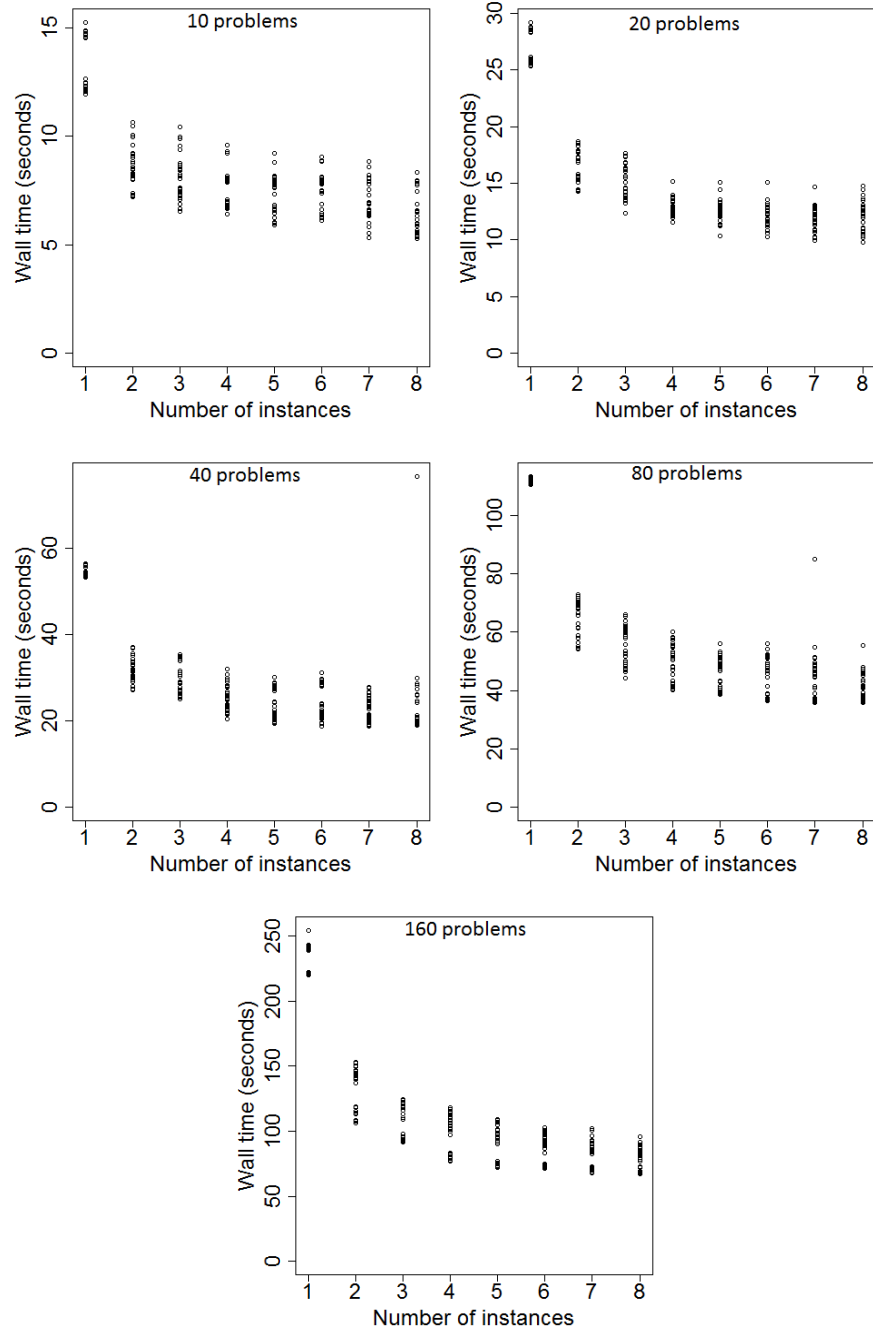 10 problems
15
10
5
0
Wall time (seconds)
1 2 3 4 5 6 7 8
Number of instances
20 problems
30
25
20
15
10
5
0
Wall time (seconds)
1 2 3 4 5 6 7 8
Number of instances
40 problems
60
40
20
0
Wall time (seconds)
1 2 3 4 5 6 7 8
Number of instances
80 problems
100
80
60
40
20
0
Wall time (seconds)
1 2 3 4 5 6 7 8
Number of instances
160 problems
250
200
150
100
50
0
Wall time (seconds)
1 2 3 4 5 6 7 8
Number of instances